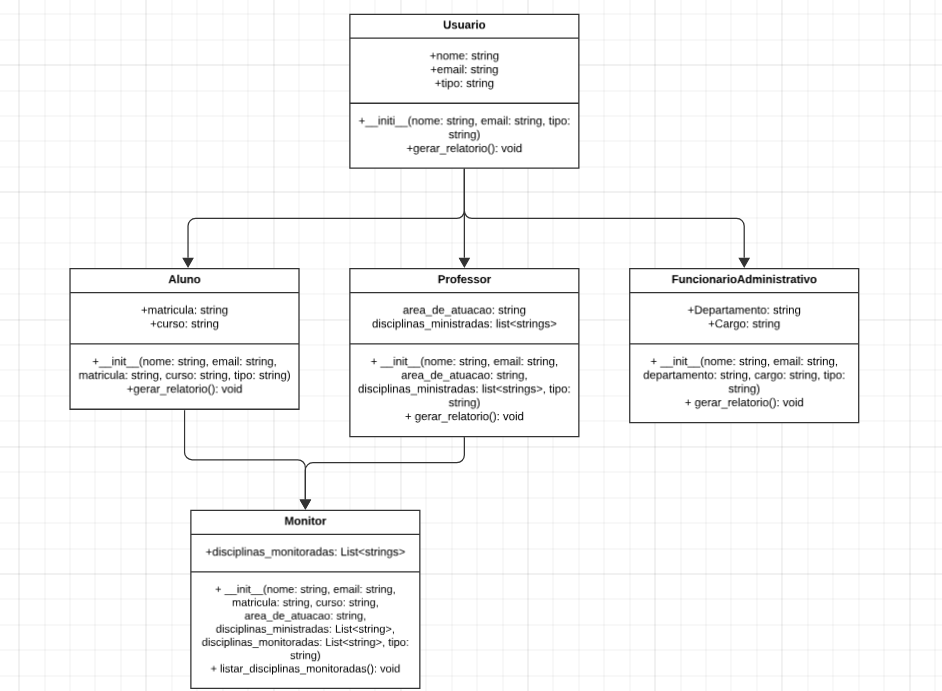 Usuario
+nome: string
+email: string
+tipo: string
+__initi__(nome: string, email: string, tipo:
string)
+gerar_relatorio(): void
Aluno
+matricula: string
+curso: string
+__init__(nome: string, email: string,
matricula: string, curso: string, tipo: string)
+gerar_relatorio(): void
Professor
area_de_atuacao: string
disciplinas_ministradas: list<strings>
+ __init__(nome: string, email: string,
area_de_atuacao: string,
disciplinas_ministradas: list<strings>, tipo:
string)
+ gerar_relatorio(): void
FuncionarioAdministrativo
+Departamento: string
+Cargo: string
+ __init__(nome: string, email: string,
departamento: string, cargo: string, tipo:
string)
+ gerar_relatorio(): void
Monitor
+disciplinas_monitoradas: List<strings>
+ __init__(nome: string, email: string,
matricula: string, curso: string,
area_de_atuacao: string,
disciplinas_ministradas: List<string>,
disciplinas_monitoradas: List<string>, tipo:
string)
+ listar_disciplinas_monitoradas(): void